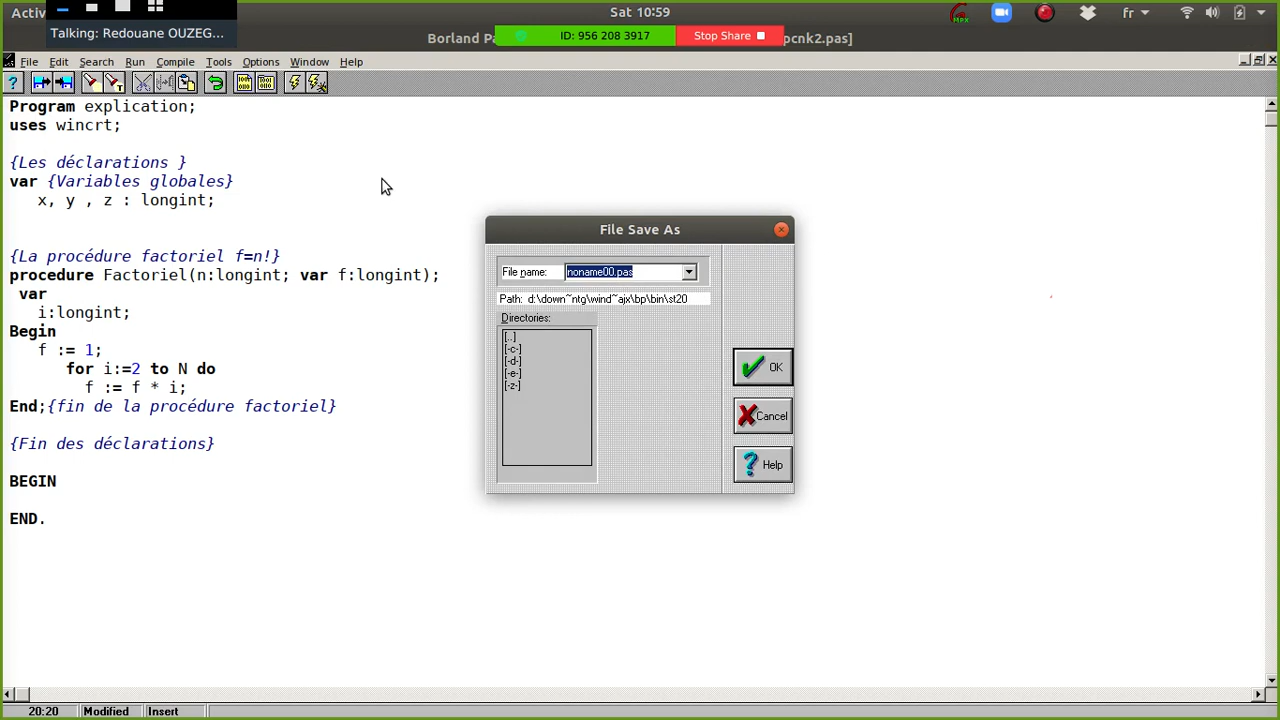 Activ
Sat 10:59
fr
Talking: Redouane OUZEG...
ID: 956 208 3917
Stop Share
Borland Pa
pcnk2.pas]
File Edit Search Run Compile Tools Options Window Help
Program explication;
uses wincrt;
{Les déclarations }
var {Variables globales}
x, y , z : longint;
{La procédure factoriel f=n!}
procedure Factoriel(n:longint; var f:longint);
var
i:longint;
Begin
f := 1;
for i:=2 to N do
f := f * i;
End;{fin de la procédure factoriel}
{Fin des déclarations}
BEGIN
END.
File Save As
File name: noname00.pas
Path: d:\down~ntg\wind~ajx\bp\bin\st20
Directories:
[..]
[-c-]
[-d-]
[-e-]
[-z-]
OK
Cancel
Help
20:20 Modified Insert